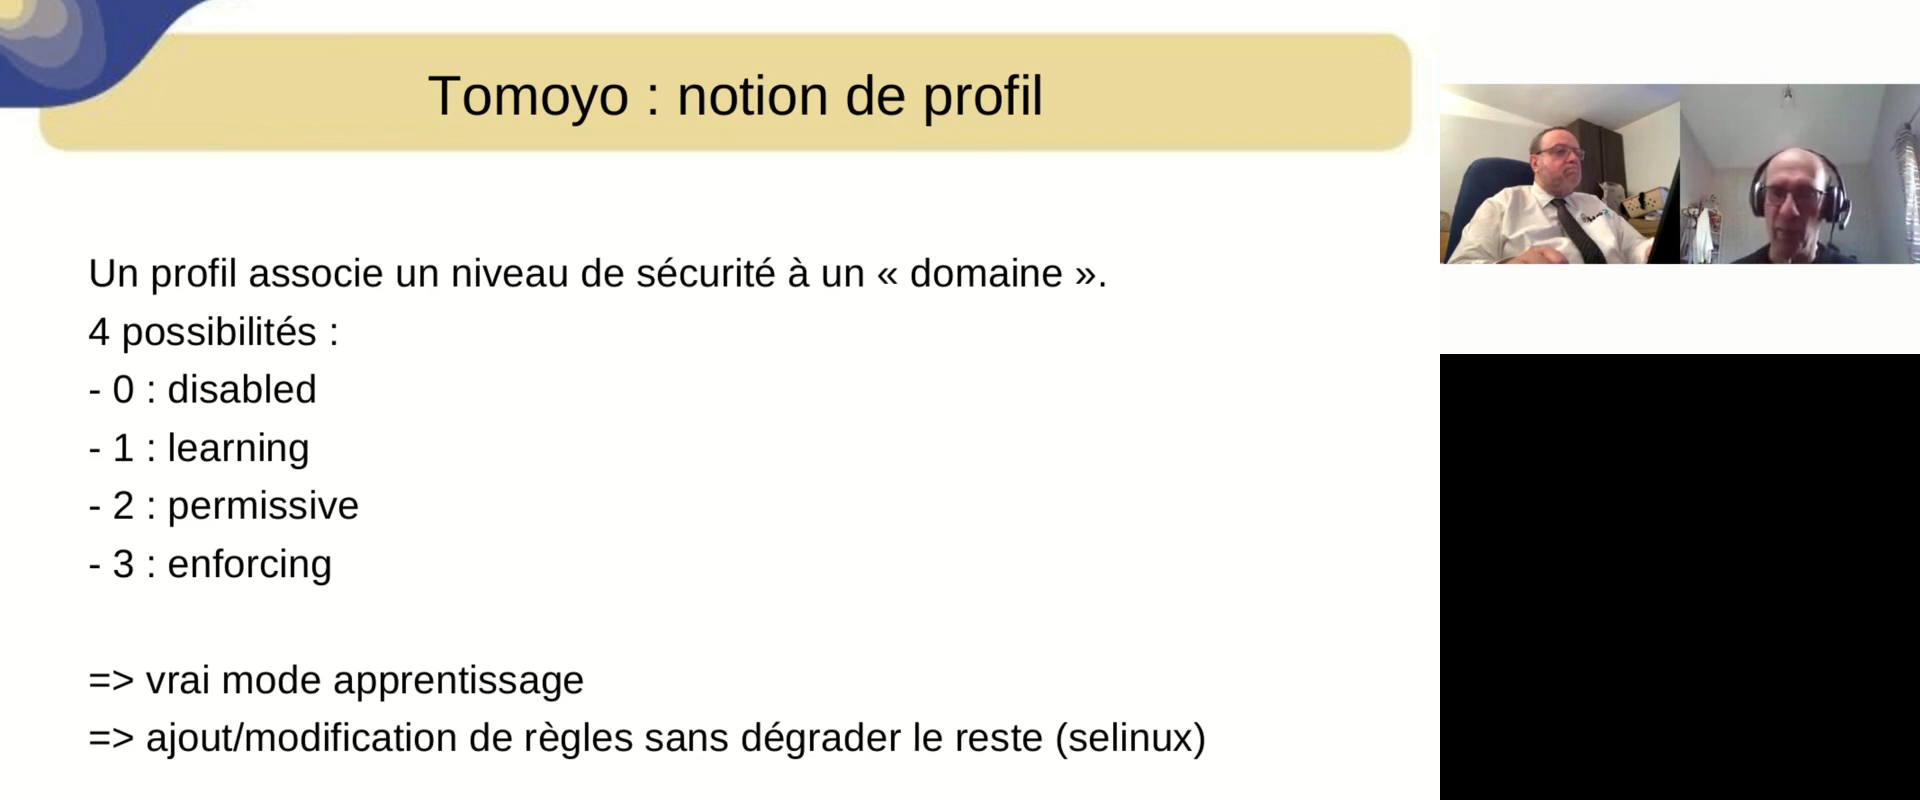 Tomoyo : notion de profil
Un profil associe un niveau de sécurité à un « domaine ».
4 possibilités :
- 0 : disabled
- 1 : learning
- 2 : permissive
- 3 : enforcing
=> vrai mode apprentissage
=> ajout/modification de règles sans dégrader le reste (selinux)